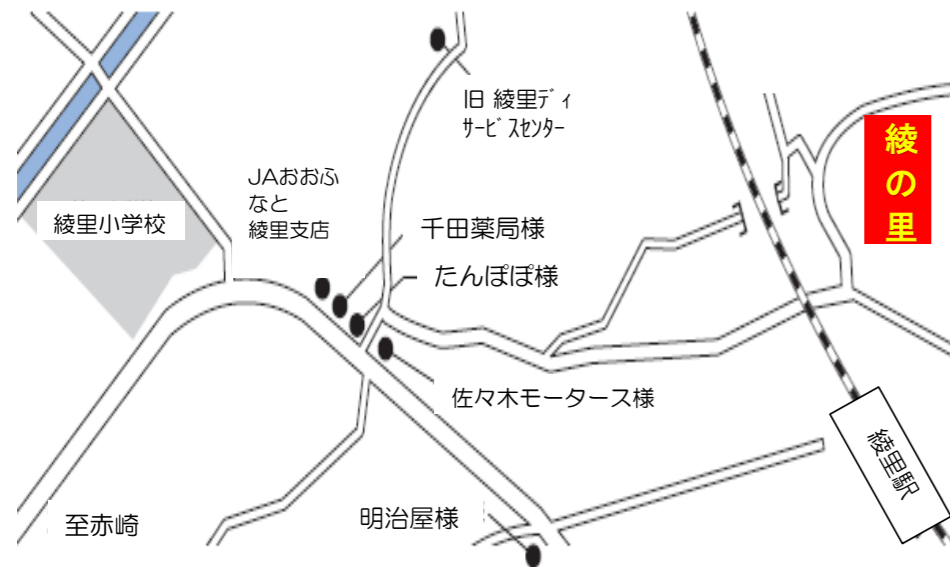 旧 綾里ディ
サービスセンター
綾の里
JAおおふ
なと
綾里支店
綾里小学校
千田薬局様
たんぽぽ様
佐々木モータース様
綾里駅
至赤崎
明治屋様